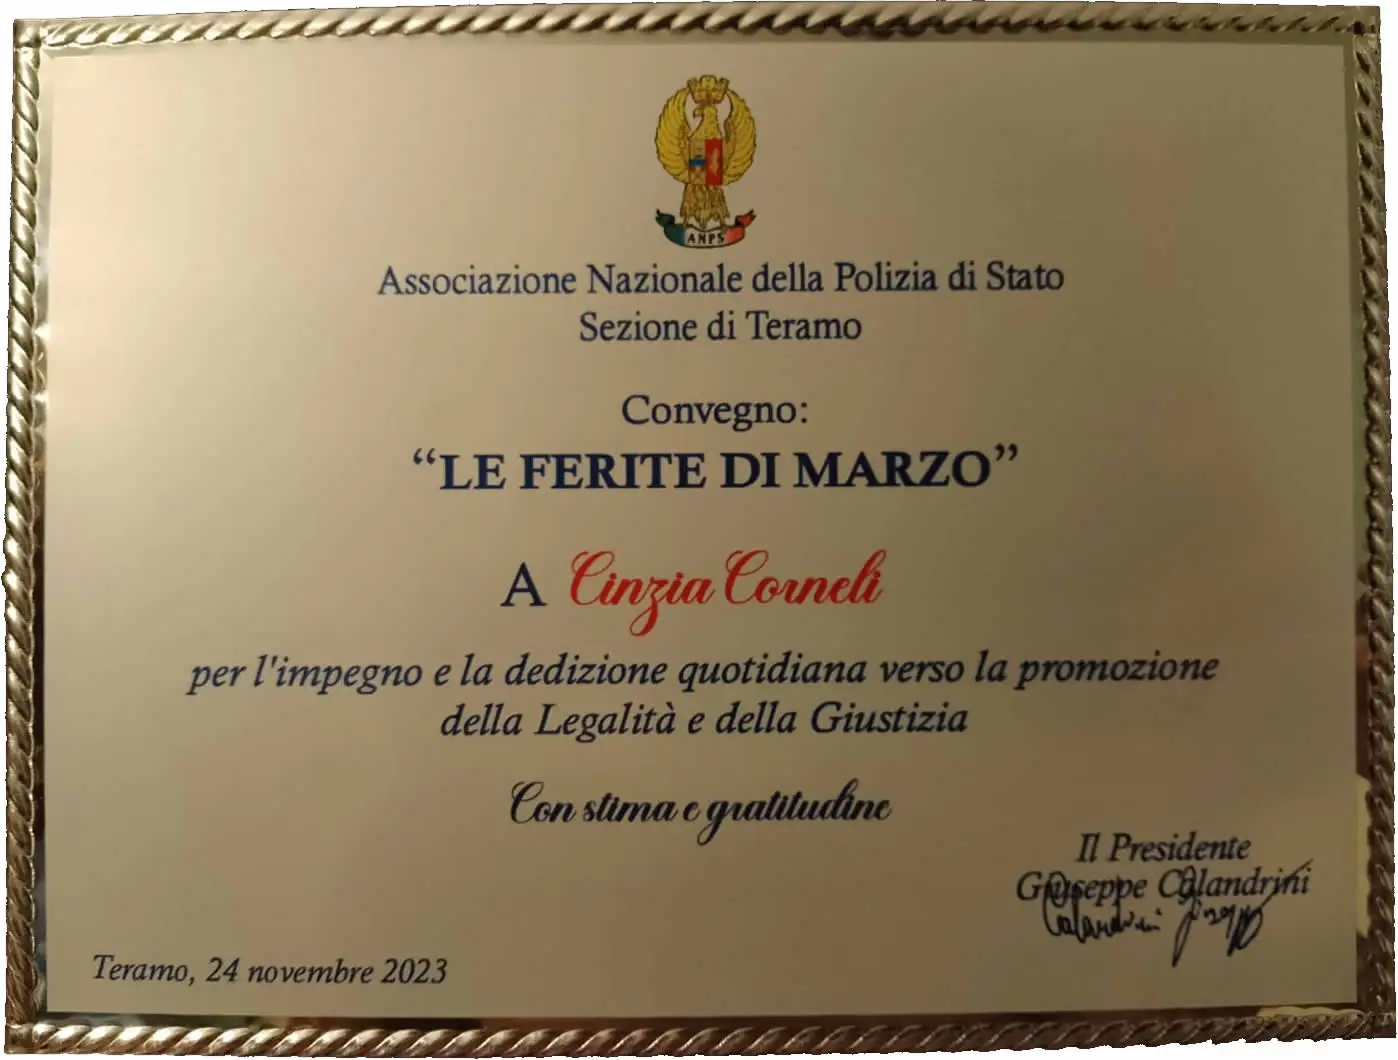 ANPS
Associazione Nazionale della Polizia di Stato
Sezione di Teramo
Convegno:
“LE FERITE DI MARZO”
A Cinzia Corneli
per l'impegno e la dedizione quotidiana verso la promozione
della Legalità e della Giustizia
Con stima e gratitudine
Il Presidente
Giuseppe Calandrini
Calandrini Giuseppe
Teramo, 24 novembre 2023